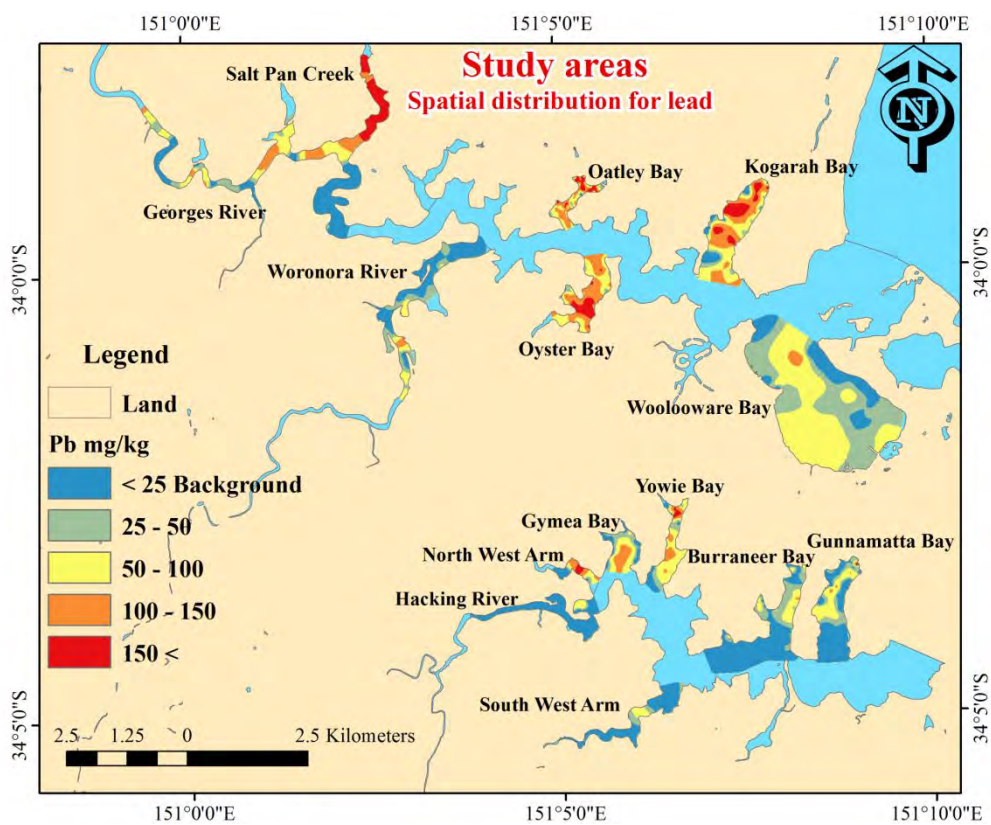 151°0'0"E 151°5'0"E 151°10'0"E
Study areas
Spatial distribution for lead
N
Salt Pan Creek
Oatley Bay
Kogarah Bay
Georges River
Woronora River
34°0'0"S
34°0'0"S
Oyster Bay
Woolooware Bay
Legend
Land
Pb mg/kg
< 25 Background
25 - 50
50 - 100
100 - 150
150 <
Yowie Bay
Gymea Bay
Gunnamatta Bay
North West Arm
Burraneer Bay
Hacking River
South West Arm
34°5'0"S
34°5'0"S
2.5 1.25 0 2.5 Kilometers
151°0'0"E 151°5'0"E 151°10'0"E